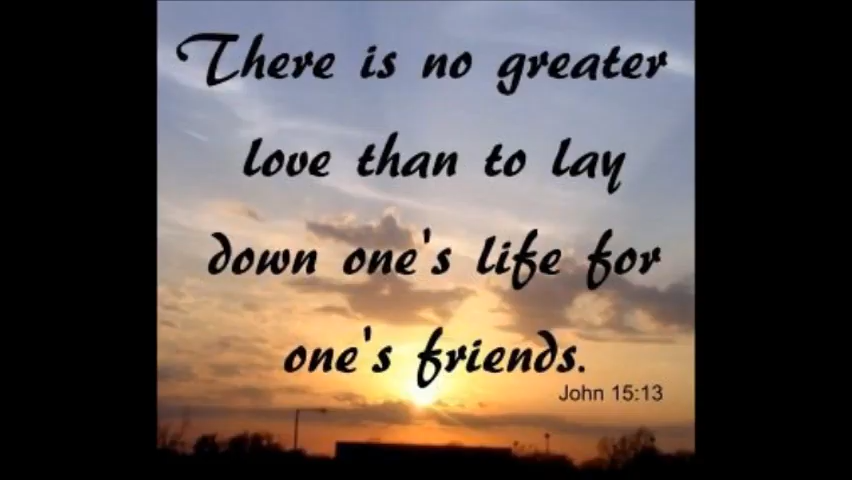 There is no greater
love than to lay
down one's life for
one's friends.
John 15:13